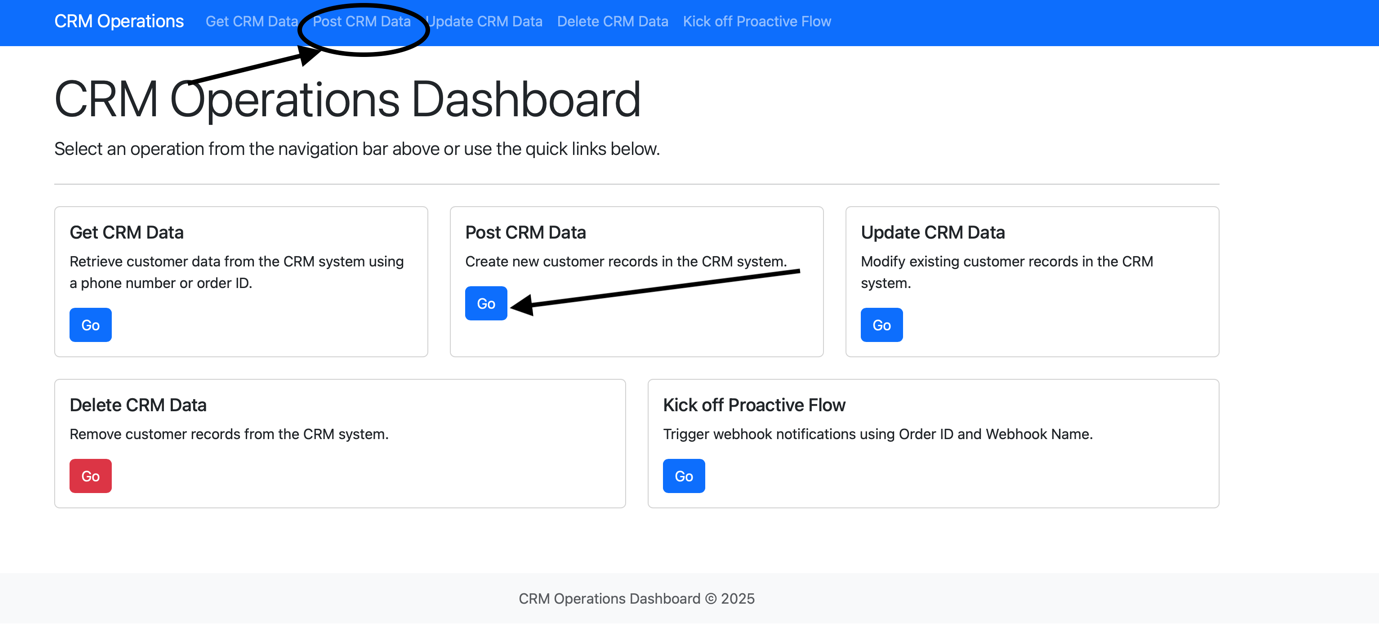 CRM Operations Get CRM Data Post CRM Data Update CRM Data Delete CRM Data Kick off Proactive Flow
CRM Operations Dashboard
Select an operation from the navigation bar above or use the quick links below.
Get CRM Data
Retrieve customer data from the CRM system using
a phone number or order ID.
Go
Post CRM Data
Create new customer records in the CRM system.
Go
Update CRM Data
Modify existing customer records in the CRM
system.
Go
Delete CRM Data
Remove customer records from the CRM system.
Go
Kick off Proactive Flow
Trigger webhook notifications using Order ID and Webhook Name.
Go
CRM Operations Dashboard © 2025